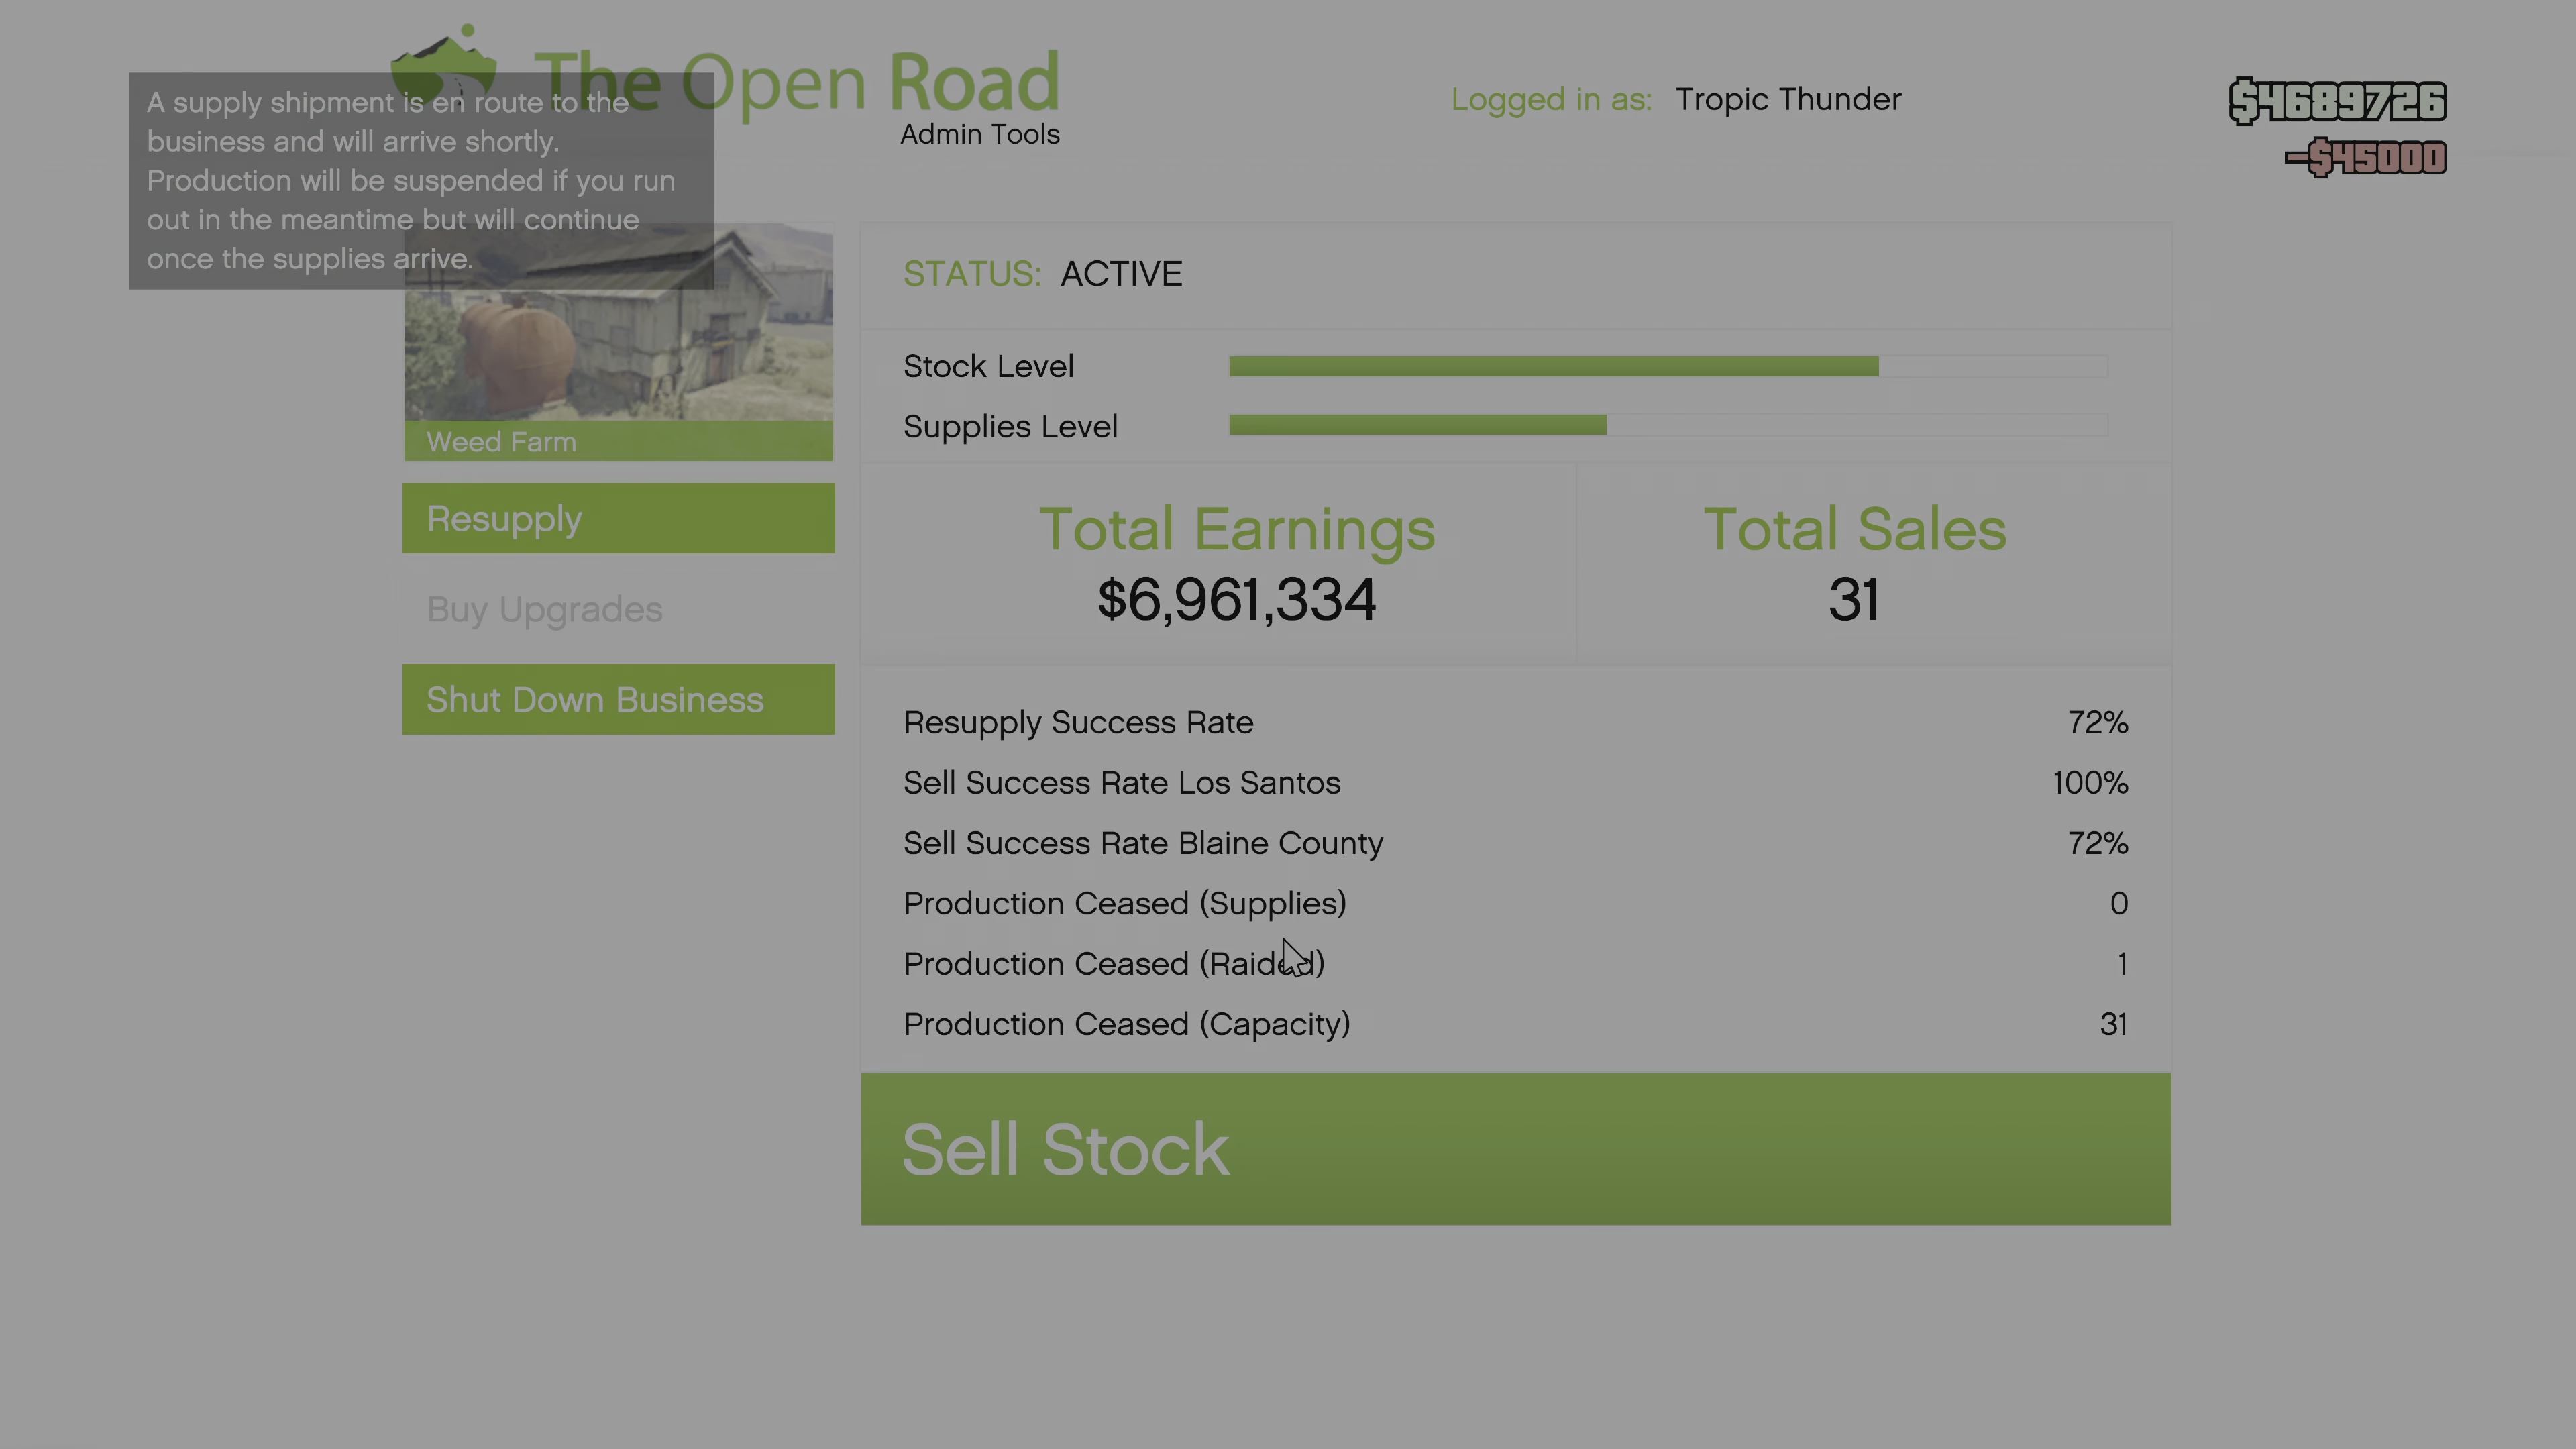 The Open Road
Admin Tools
Logged in as: Tropic Thunder
$4689726
-$45000
A supply shipment is en route to the
business and will arrive shortly.
Production will be suspended if you run
out in the meantime but will continue
once the supplies arrive.
Weed Farm
Resupply
Buy Upgrades
Shut Down Business
STATUS: ACTIVE
Stock Level
Supplies Level
Total Earnings
$6,961,334
Total Sales
31
Resupply Success Rate 72%
Sell Success Rate Los Santos 100%
Sell Success Rate Blaine County 72%
Production Ceased (Supplies) 0
Production Ceased (Raided) 1
Production Ceased (Capacity) 31
Sell Stock